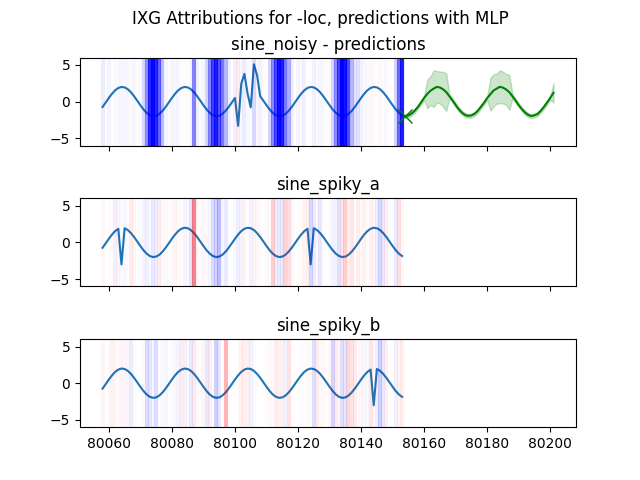 IXG Attributions for -loc, predictions with MLP
sine_noisy - predictions
5
0
−5
sine_spiky_a
5
0
−5
sine_spiky_b
5
0
−5
80060 80080 80100 80120 80140 80160 80180 80200